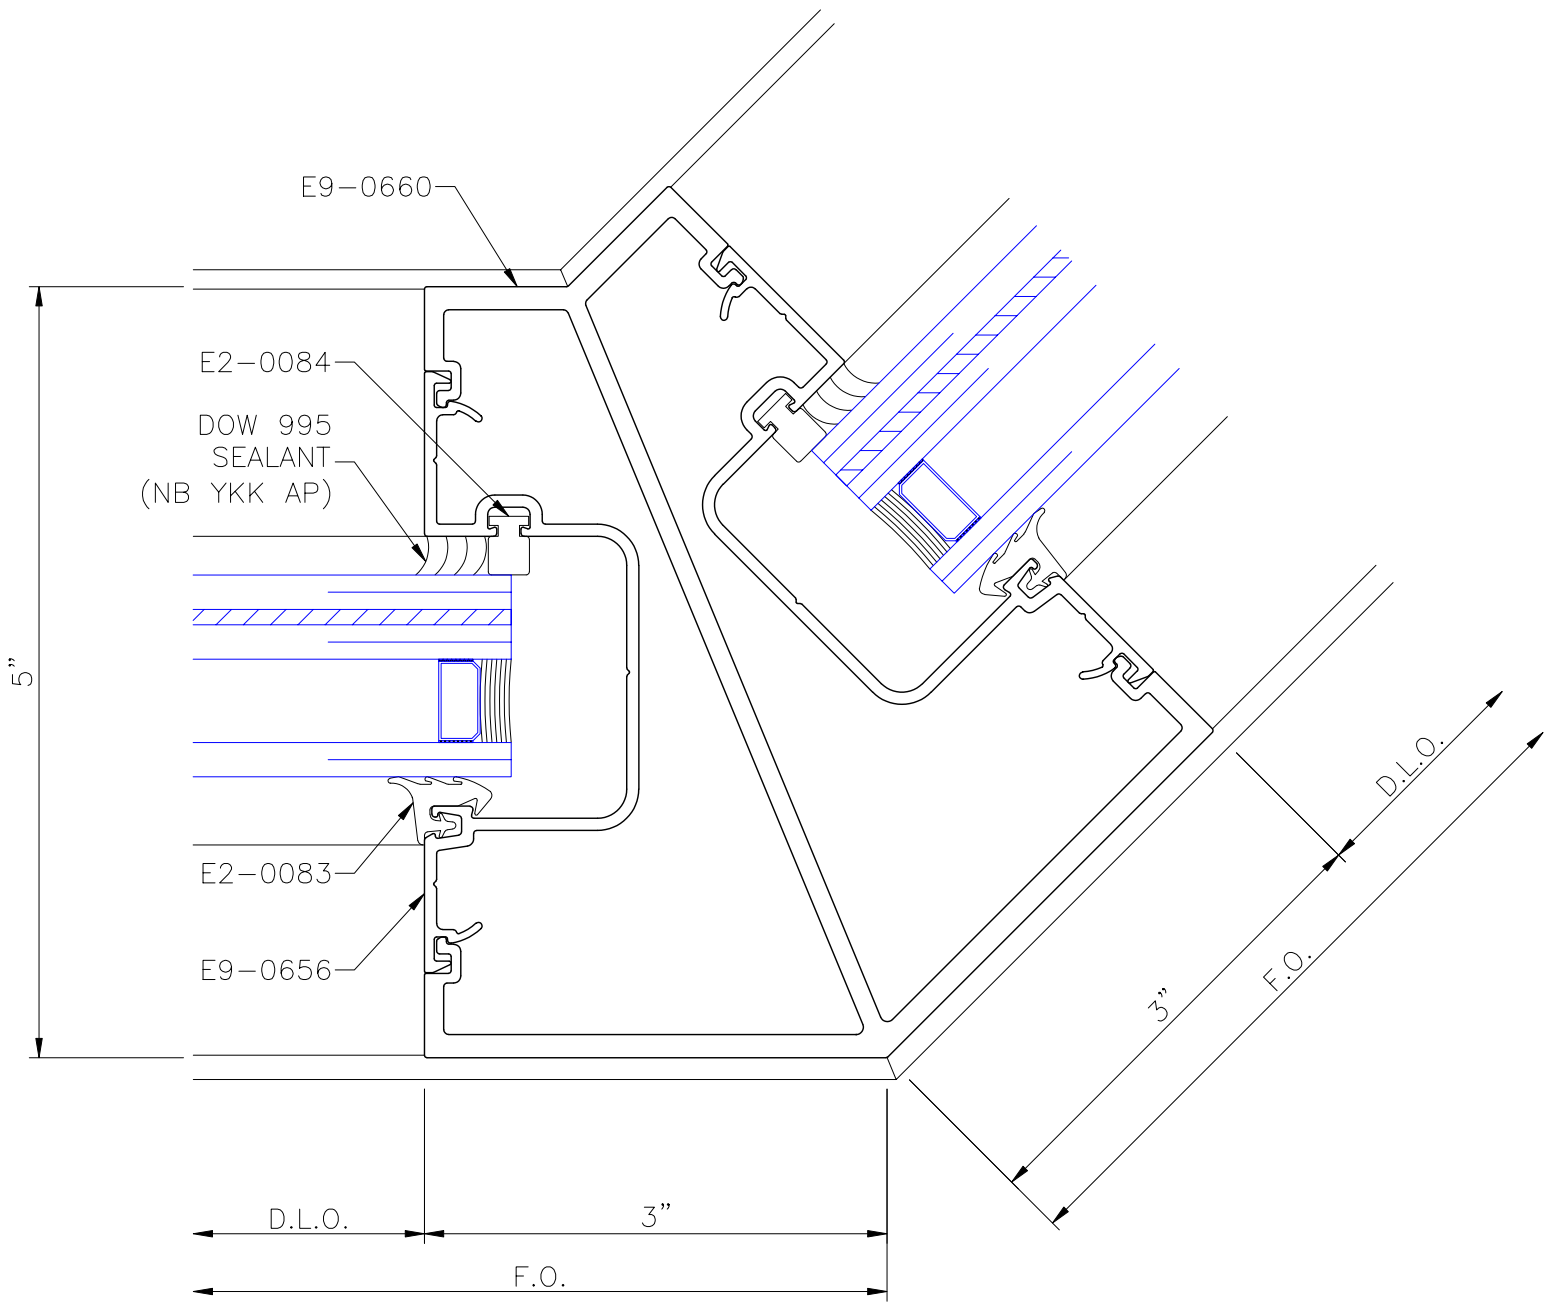 E9-0660
E2-0084
DOW 995
SEALANT
(NB YKK AP)
5"
E2-0083
E9-0656
D.L.O.
3"
F.O.
D.L.O.
3"
F.O.